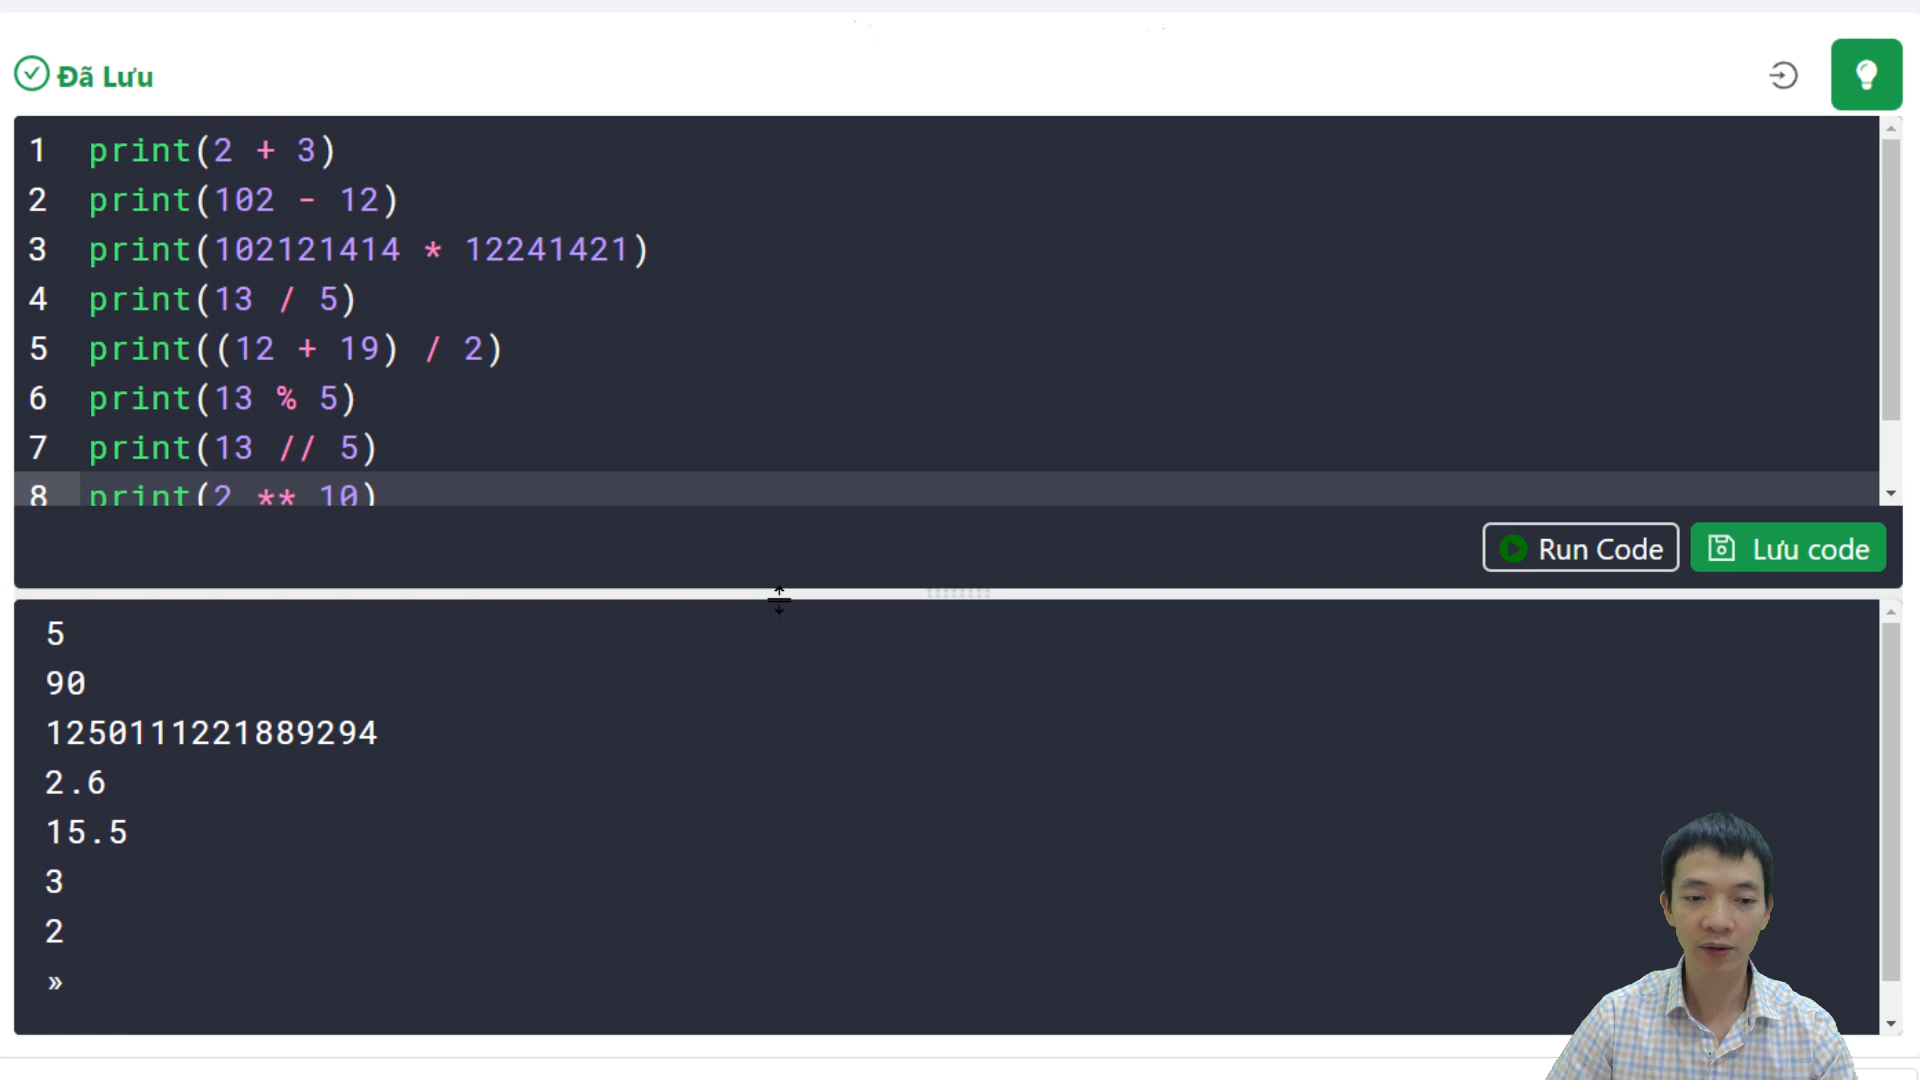 Đã Lưu
1 print(2 + 3)
2 print(102 - 12)
3 print(102121414 * 12241421)
4 print(13 / 5)
5 print((12 + 19) / 2)
6 print(13 % 5)
7 print(13 // 5)
8 print(2 ** 10)
Run Code
Lưu code
5
90
1250111221889294
2.6
15.5
3
2
»